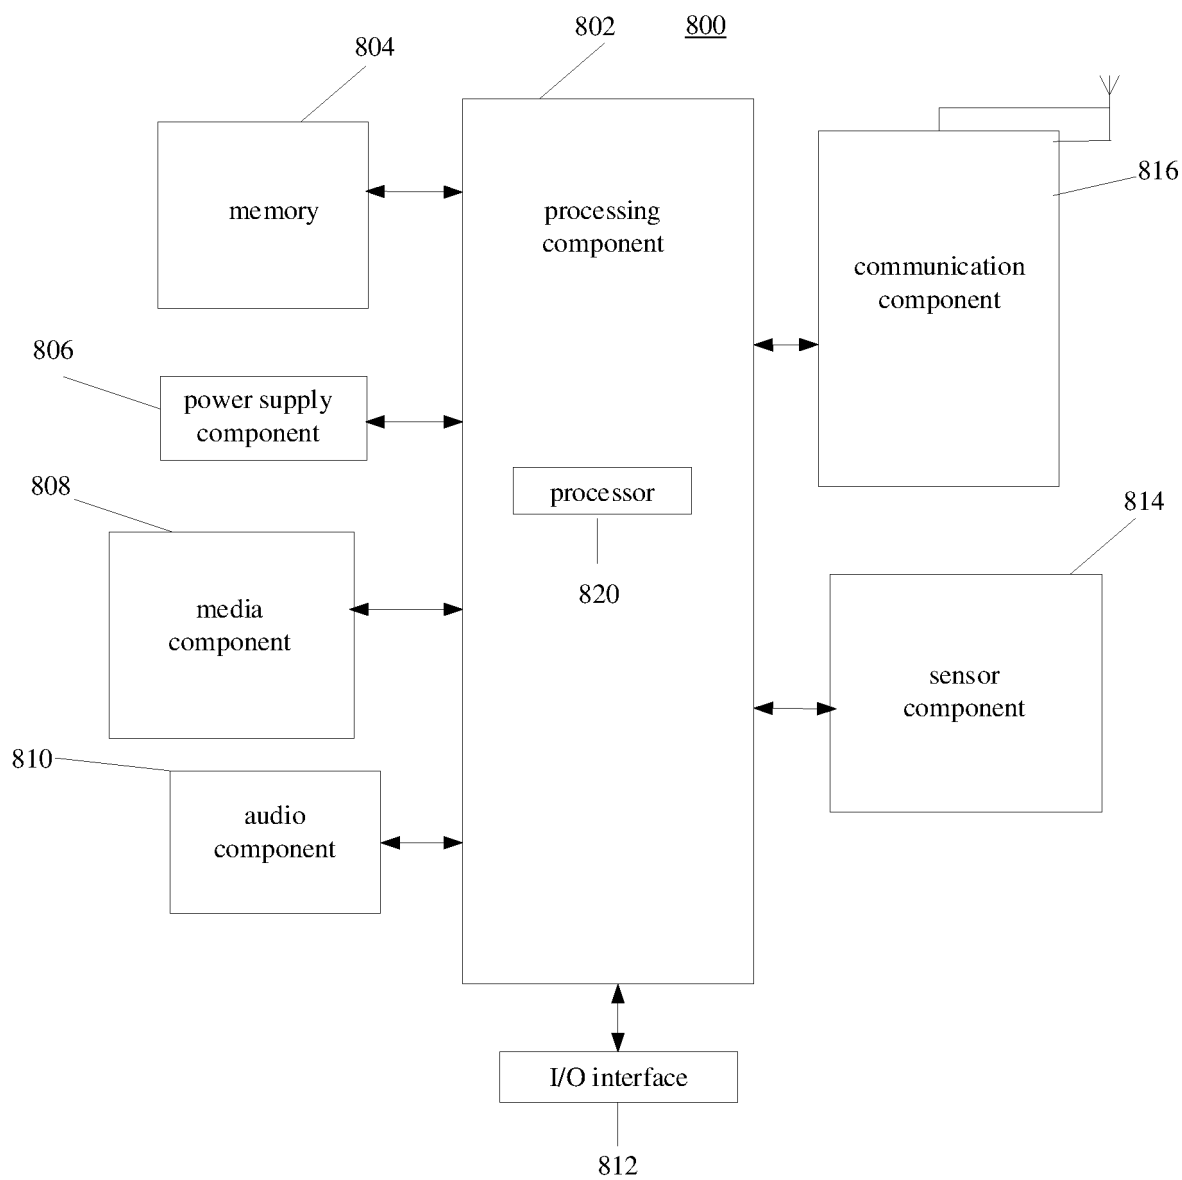 802
800
804
memory
processing
component
816
communication
component
806
power supply
component
808
processor
820
814
media
component
sensor
component
810
audio
component
I/O interface
812